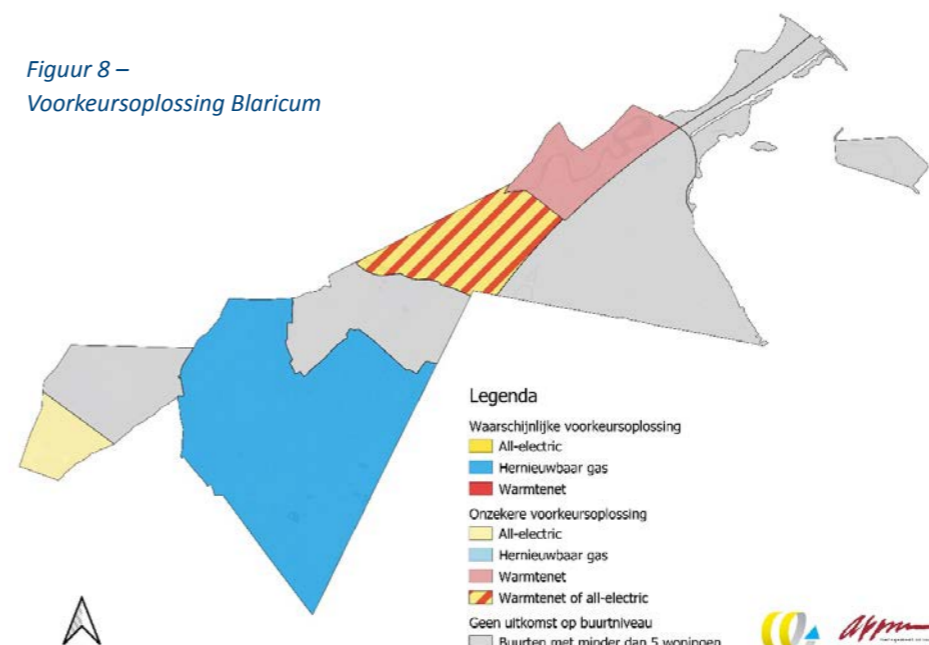 Figuur 8 –
Voorkeursoplossing Blaricum
Legenda
Waarschijnlijke voorkeursoplossing
All-electric
Hernieuwbaar gas
Warmtenet
Onzekere voorkeursoplossing
All-electric
Hernieuwbaar gas
Warmtenet
Warmtenet of all-electric
Geen uitkomst op buurtniveau
Buurten met minder dan 5 woningen